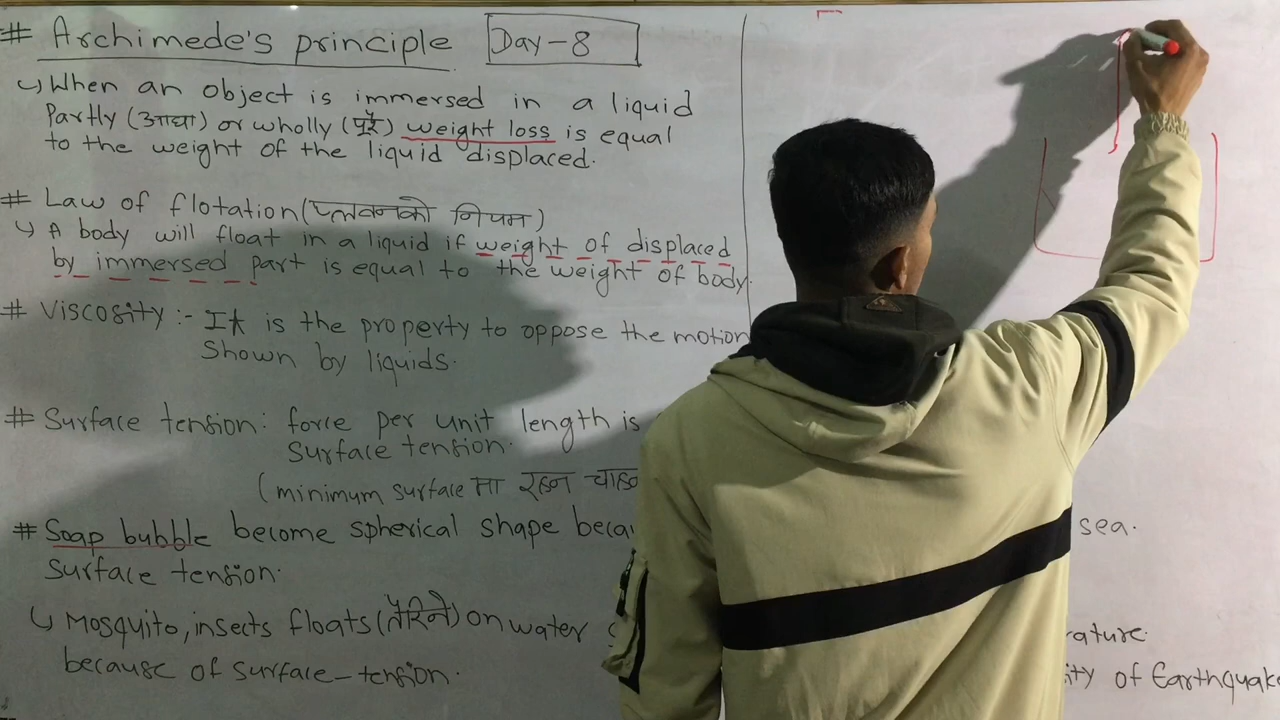 # Archimede's principle
Day-8
↳ When an object is immersed in a liquid
Partly (आधा) or wholly (पुरै) weight loss is equal
to the weight of the liquid displaced.
# Law of flotation (प्लवनको नियम)
↳ A body will float in a liquid if weight of displaced
by immersed part is equal to the weight of body.
# Viscosity :- It is the property to oppose the motion
Shown by liquids.
# Surface tension: force per unit length is
Surface tension.
(minimum surface मा रहन चाहन
# Soap bubble become spherical shape beca
sea.
Surface tension.
↳ Mosquito, insects floats (तैरिने) on water
rature.
because of surface-tension.
ity of Earthquake